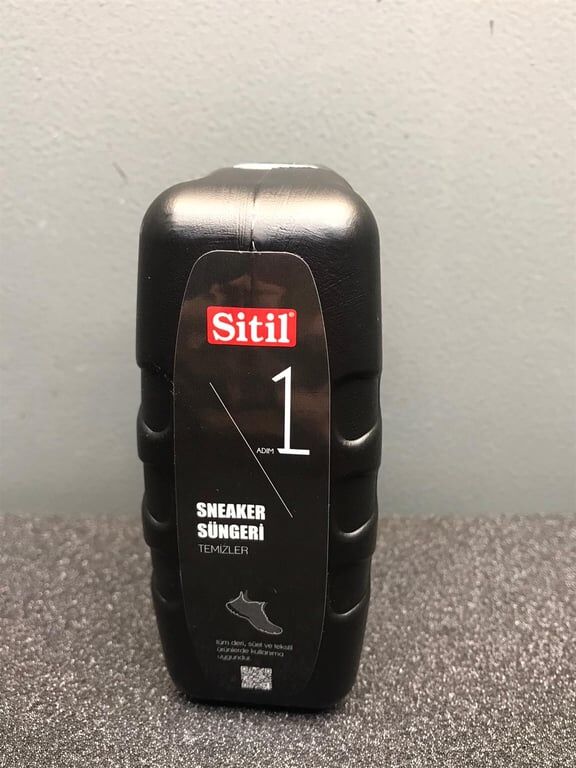 Sitil®
1
ADIM
SNEAKER
SÜNGERİ
TEMİZLER
tüm deri, süet ve tekstil
ürünlerde kullanıma
uygundur.